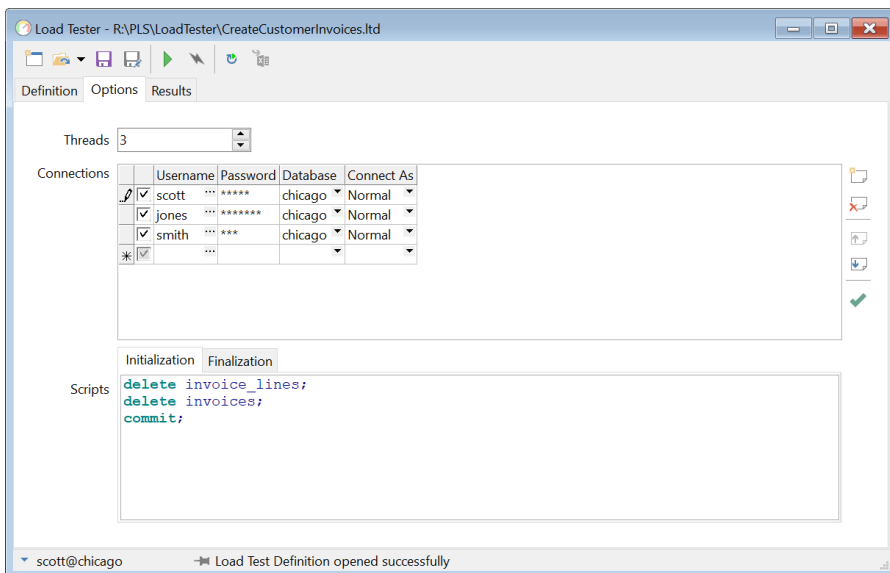 Load Tester - R:\PLS\LoadTester\CreateCustomerInvoices.ltd
Definition Options Results
Threads 3
Connections
Username Password Database Connect As
scott ... ***** chicago Normal
jones ... ******* chicago Normal
smith ... *** chicago Normal
...
Initialization Finalization
Scripts
delete invoice_lines;
delete invoices;
commit;
scott@chicago Load Test Definition opened successfully